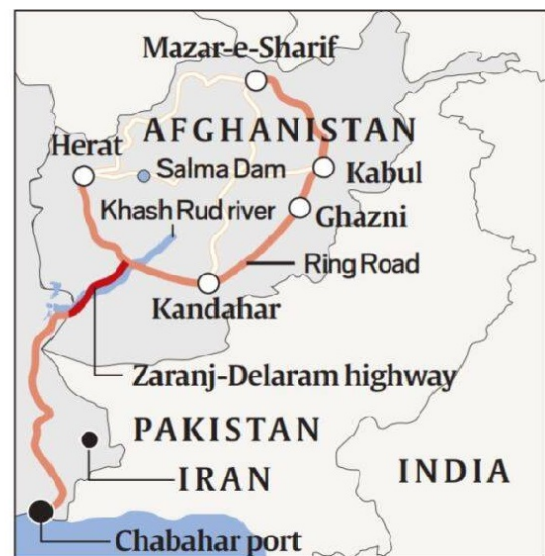 Mazar-e-Sharif
AFGHANISTAN
Herat
Salma Dam
Kabul
Khash Rud river
Ghazni
Ring Road
Kandahar
Zaranj-Delaram highway
PAKISTAN
IRAN
INDIA
Chabahar port